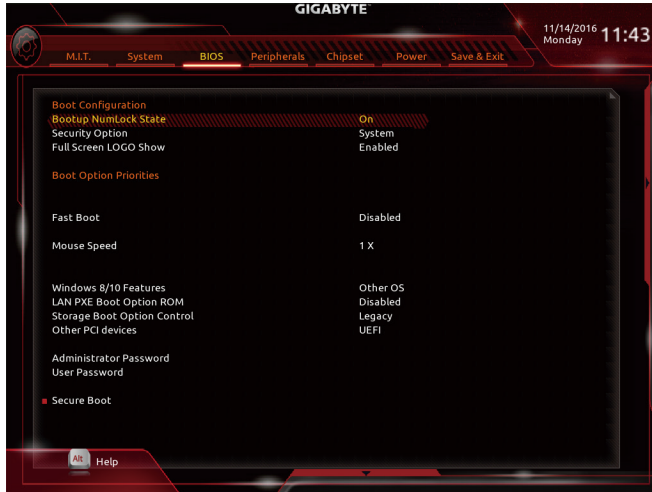 GIGABYTE
11/14/2016
Monday
11:43
M.I.T. System BIOS Peripherals Chipset Power Save & Exit
Boot Configuration
Bootup NumLock State On
Security Option System
Full Screen LOGO Show Enabled
Boot Option Priorities
Fast Boot Disabled
Mouse Speed 1 X
Windows 8/10 Features Other OS
LAN PXE Boot Option ROM Disabled
Storage Boot Option Control Legacy
Other PCI devices UEFI
Administrator Password
User Password
Secure Boot
Alt Help